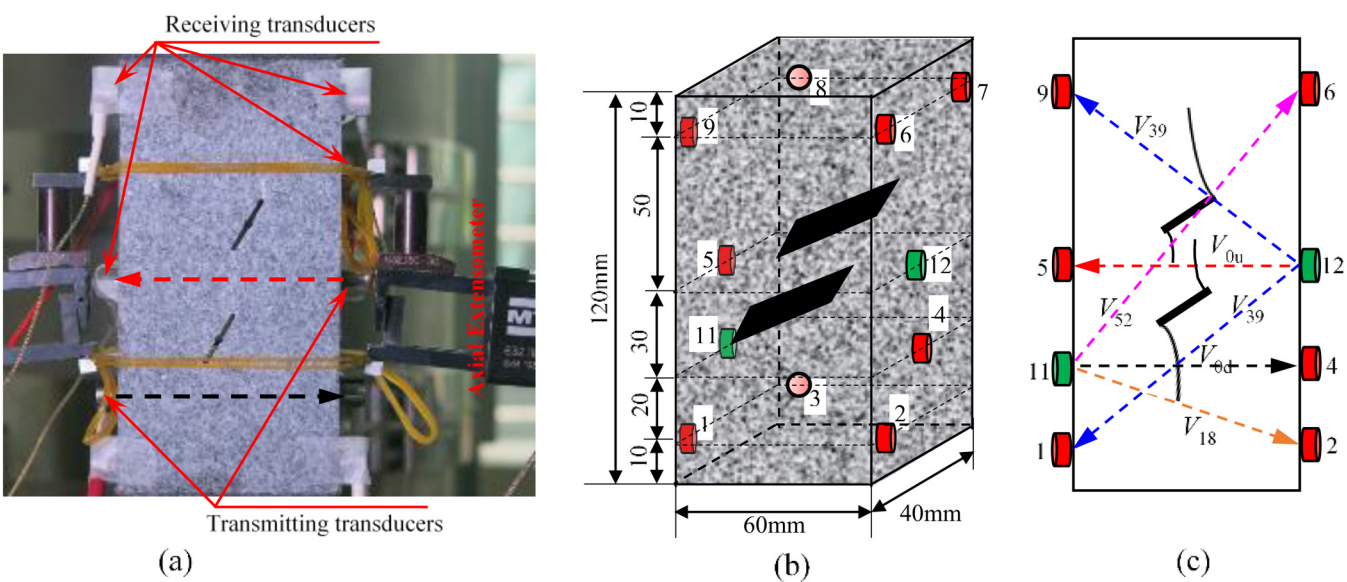 Receiving transducers
Axial Extensometer
Transmitting transducers
(a)
10
50
30
20
10
120mm
60mm
40mm
8
7
9
6
5
12
11
4
3
1
2
(b)
9
6
V39
5
V0u
12
V52
V39
11
V0d
4
V18
1
2
(c)